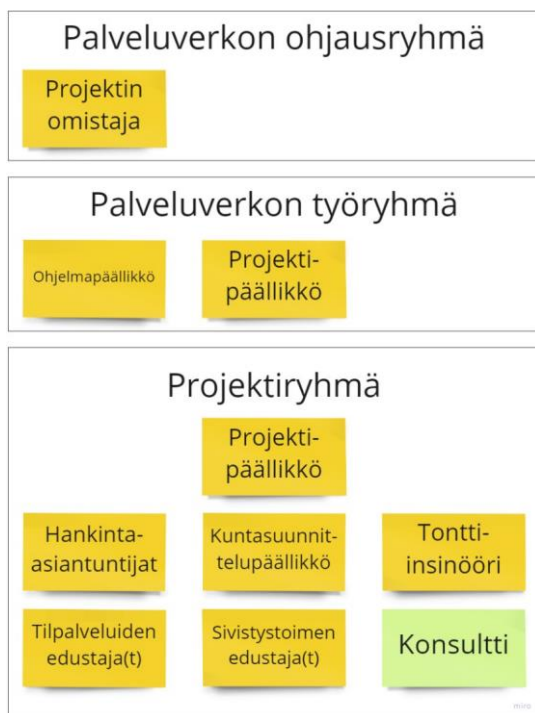 Palveluverkon ohjausryhmä
Projektin
omistaja
Palveluverkon työryhmä
Ohjelmapäällikkö
Projekti-
päällikkö
Projektiryhmä
Projekti-
päällikkö
Hankinta-
asiantuntijat
Kuntasuunnit-
telupäällikkö
Tontti-
insinööri
Tilpalveluiden
edustaja(t)
Sivistystoimen
edustaja(t)
Konsultti
miro